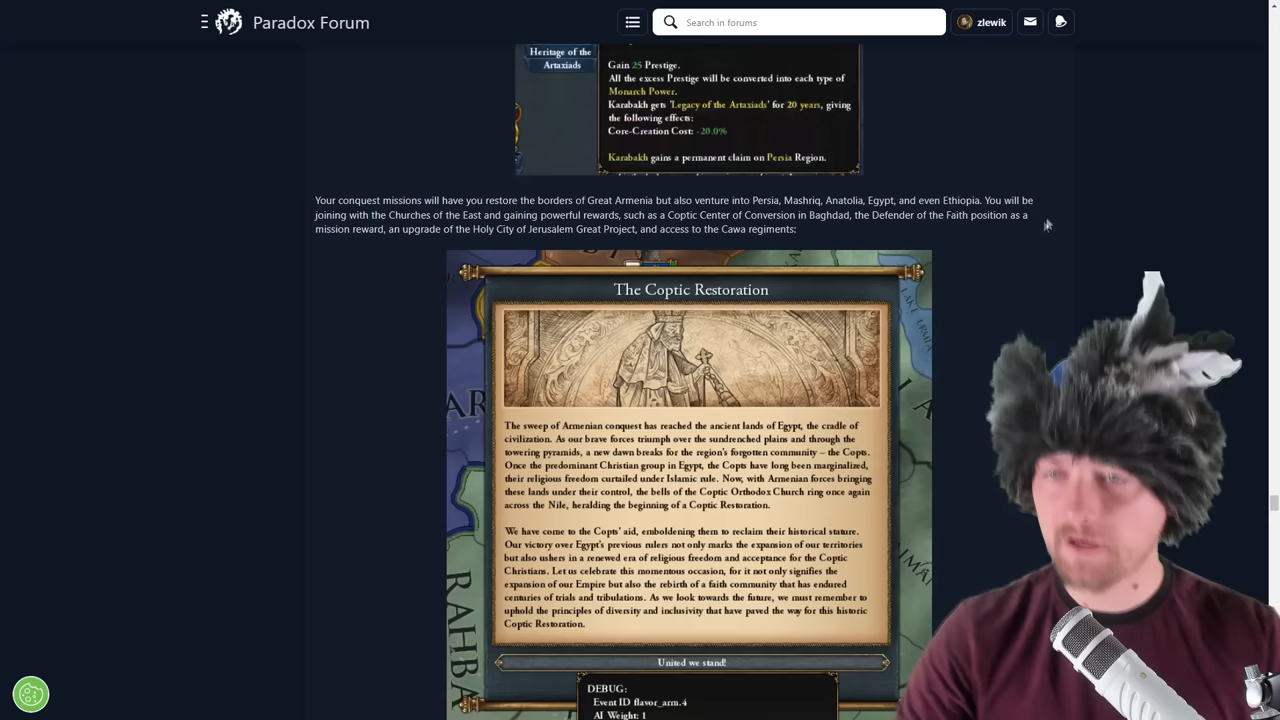 Paradox Forum
Search in forums
zlewik
Heritage of the
Artaxiads
Gain 25 Prestige.
All the excess Prestige will be converted into each type of
Monarch Power.
Karabakh gets 'Legacy of the Artaxiads' for 20 years, giving
the following effects:
Core-Creation Cost: -20.0%
Karabakh gains a permanent claim on Persia Region.
Your conquest missions will have you restore the borders of Great Armenia but also venture into Persia, Mashriq, Anatolia, Egypt, and even Ethiopia. You will be
joining with the Churches of the East and gaining powerful rewards, such as a Coptic Center of Conversion in Baghdad, the Defender of the Faith position as a
mission reward, an upgrade of the Holy City of Jerusalem Great Project, and access to the Cawa regiments:
The Coptic Restoration
The sweep of Armenian conquest has reached the ancient lands of Egypt, the cradle of
civilization. As our brave forces triumph over the sundrenched plains and through the
towering pyramids, a new dawn breaks for the region's forgotten community – the Copts.
Once the predominant Christian group in Egypt, the Copts have long been marginalized,
their religious freedom curtailed under Islamic rule. Now, with Armenian forces bringing
these lands under their control, the bells of the Coptic Orthodox Church ring once again
across the Nile, heralding the beginning of a Coptic Restoration.
We have come to the Copts' aid, emboldening them to reclaim their historical stature.
Our victory over Egypt's previous rulers not only marks the expansion of our territories
but also ushers in a renewed era of religious freedom and acceptance for the Coptic
Christians. Let us celebrate this momentous occasion, for it not only signifies the
expansion of our Empire but also the rebirth of a faith community that has endured
centuries of trials and tribulations. As we look towards the future, we must remember to
uphold the principles of diversity and inclusivity that have paved the way for this historic
Coptic Restoration.
United we stand!
RAHBA
DEBUG:
Event ID flavor_arm.4
AI Weight: 1